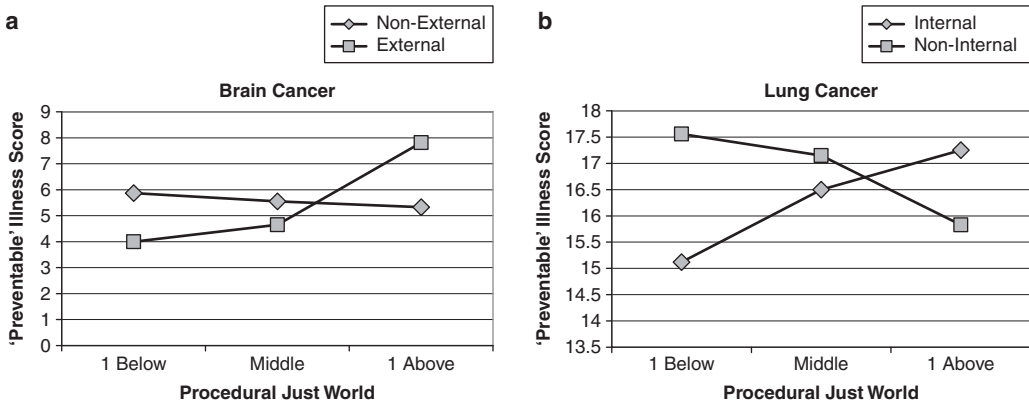 a
Non-External
External
Brain Cancer
'Preventable' Illness Score
9
8
7
6
5
4
3
2
1
0
1 Below Middle 1 Above
Procedural Just World
b
Internal
Non-Internal
Lung Cancer
'Preventable' Illness Score
18
17.5
17
16.5
16
15.5
15
14.5
14
13.5
1 Below Middle 1 Above
Procedural Just World